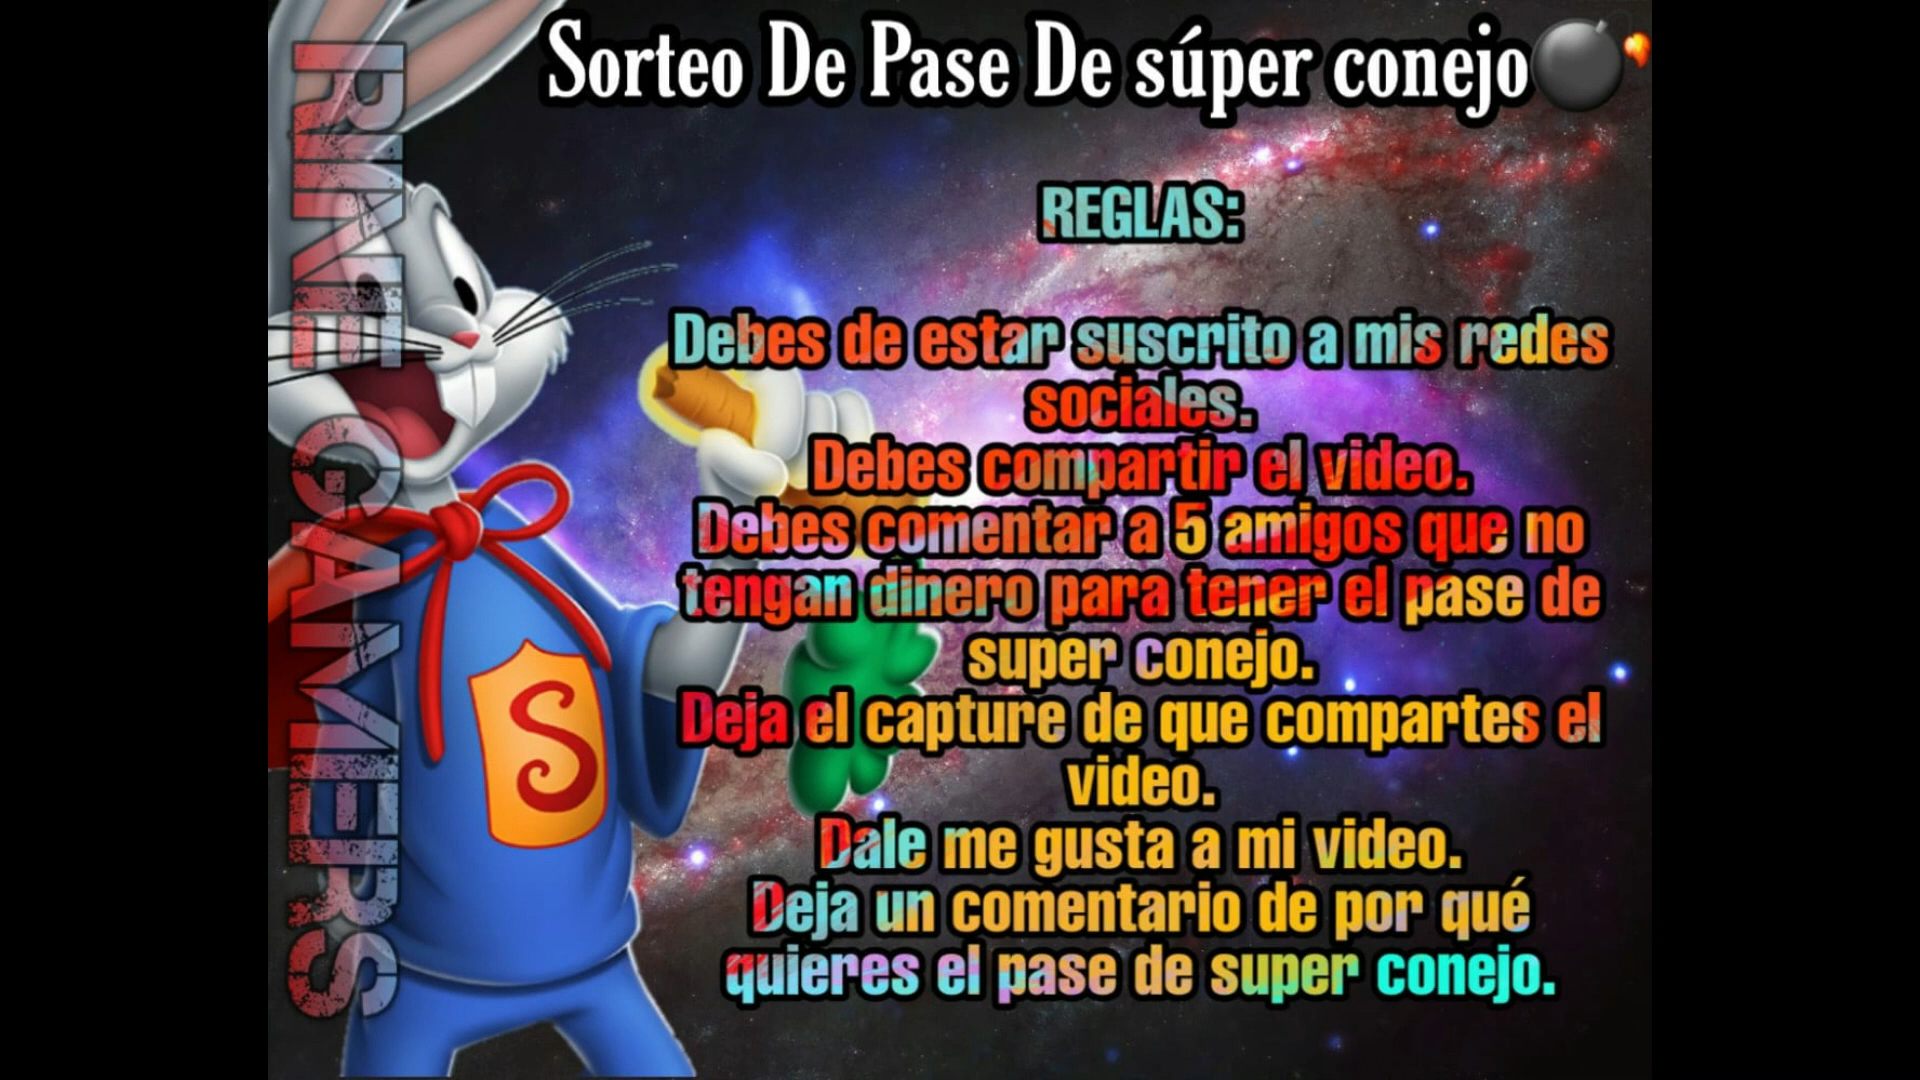 Sorteo De Pase De súper conejo
REGLAS:
Debes de estar suscrito a mis redes
sociales.
Debes compartir el video.
Debes comentar a 5 amigos que no
tengan dinero para tener el pase de
super conejo.
Deja el capture de que compartes el
video.
Dale me gusta a mi video.
Deja un comentario de por qué
quieres el pase de super conejo.
RINE GAMERS
S